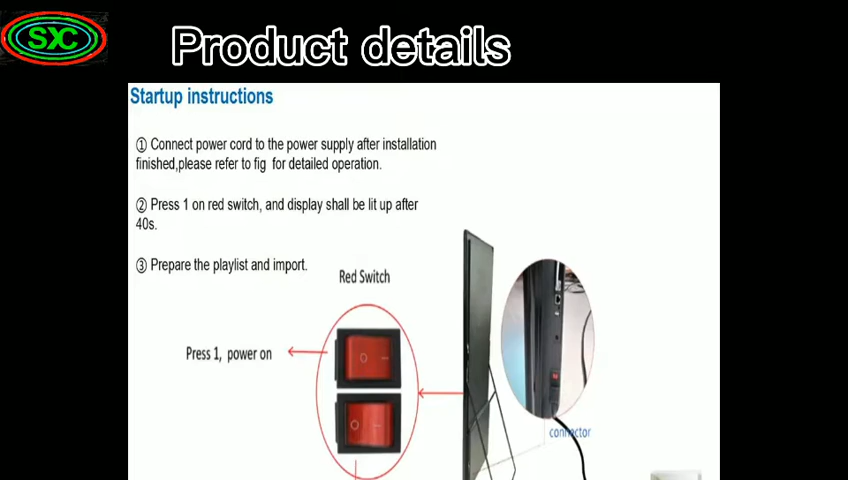 SXC
Product details
Startup instructions
① Connect power cord to the power supply after installation
finished,please refer to fig for detailed operation.
② Press 1 on red switch, and display shall be lit up after
40s.
③ Prepare the playlist and import.
Red Switch
Press 1, power on
connector